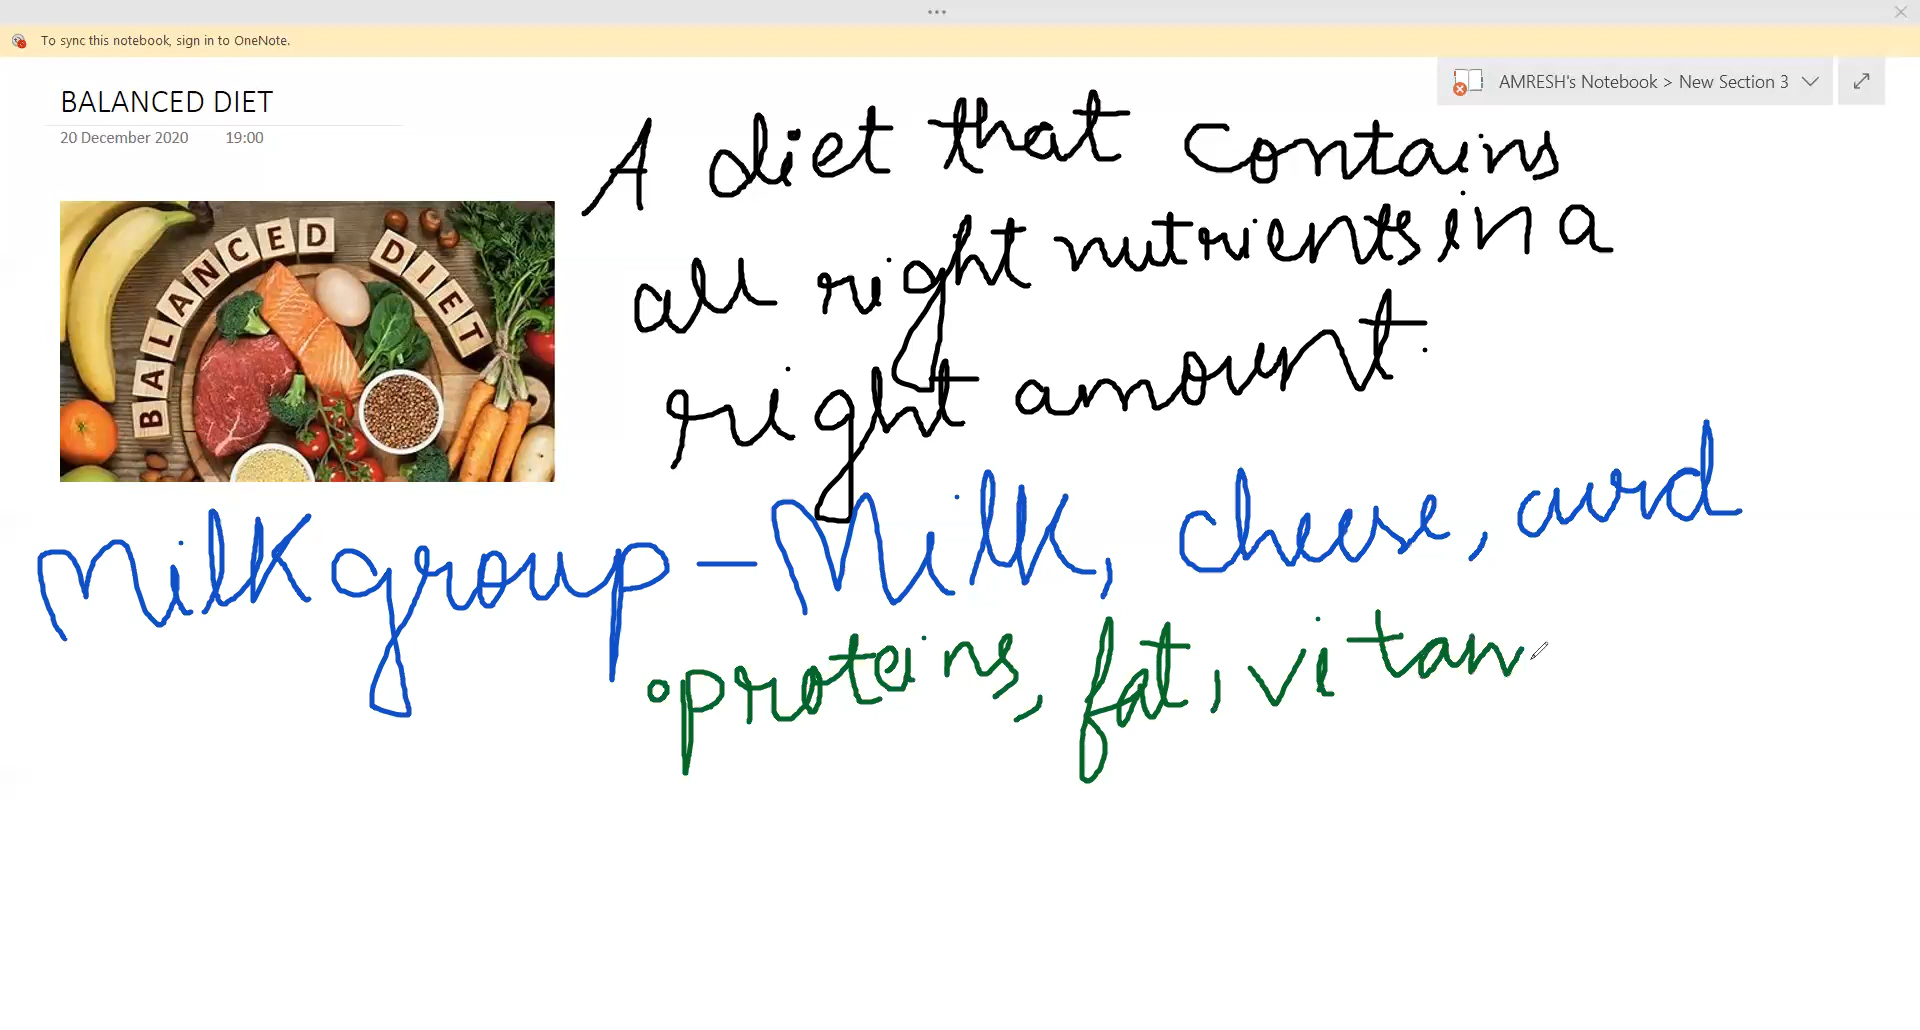 To sync this notebook, sign in to OneNote.
AMRESH's Notebook > New Section 3
BALANCED DIET
20 December 2020 19:00
BALANCED DIET
A diet that contains
all right nutrients in a
right amount.
Milk group - Milk, cheese, curd
proteins, fat, vitam